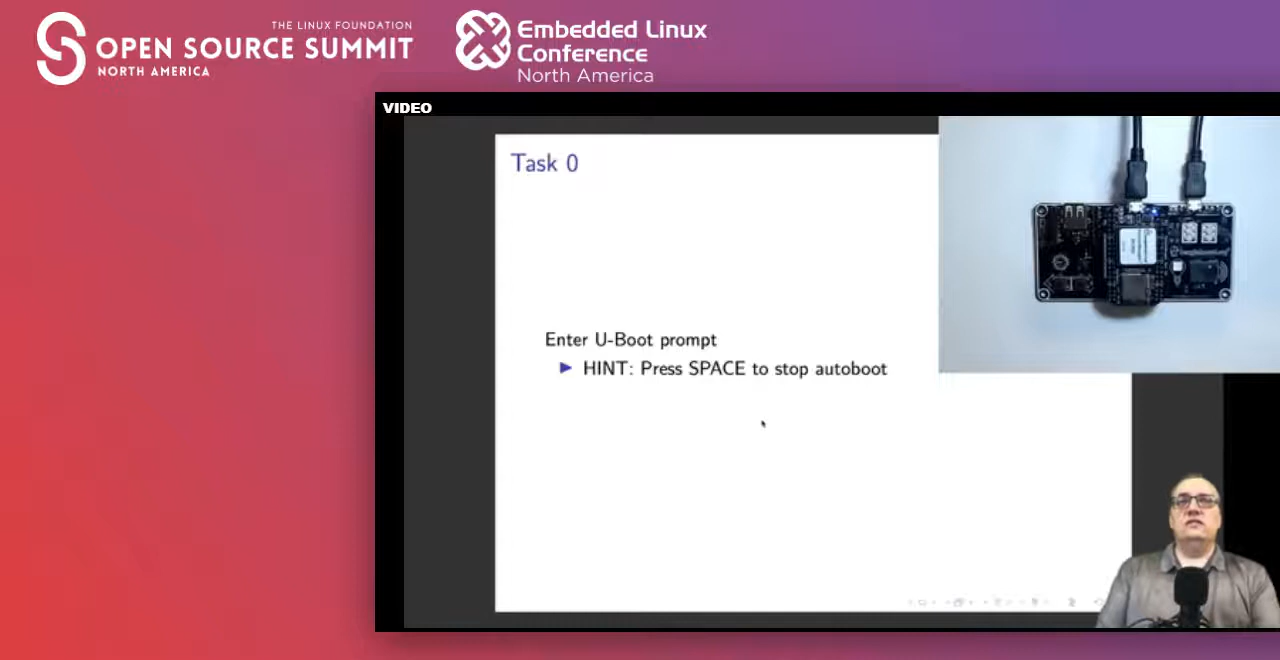 THE LINUX FOUNDATION
OPEN SOURCE SUMMIT
NORTH AMERICA
Embedded Linux
Conference
North America
VIDEO
Task 0
Enter U-Boot prompt
HINT: Press SPACE to stop autoboot